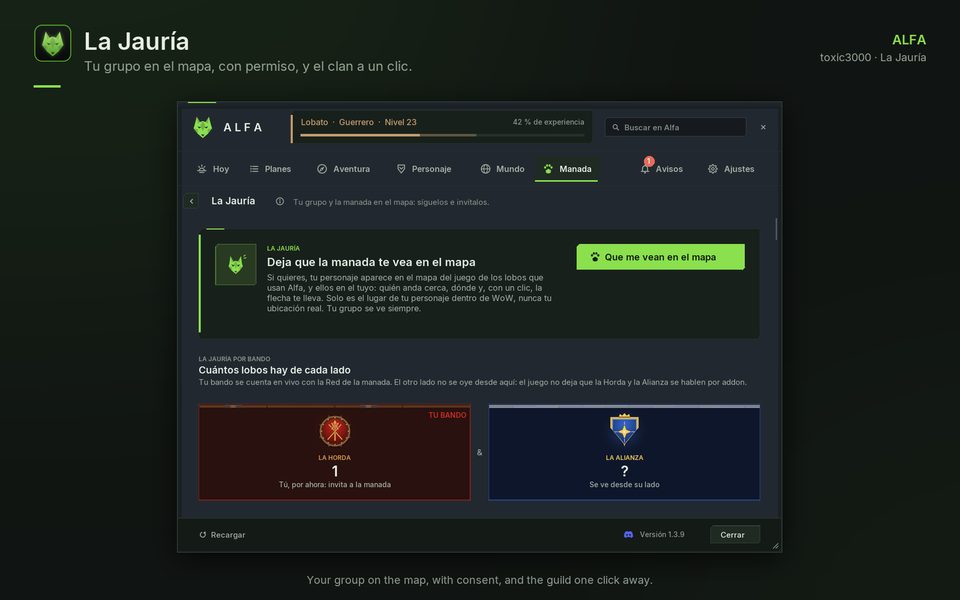 La Jauría
Tu grupo en el mapa, con permiso, y el clan a un clic.
ALFA
toxic3000 · La Jauría
ALFA
Lobato · Guerrero · Nivel 23
42 % de experiencia
Buscar en Alfa
Hoy
Planes
Aventura
Personaje
Mundo
Manada
1
Avisos
Ajustes
La Jauría
Tu grupo y la manada en el mapa: síguelos e invítalos.
LA JAURÍA
Deja que la manada te vea en el mapa
Si quieres, tu personaje aparece en el mapa del juego de los lobos que
usan Alfa, y ellos en el tuyo: quién anda cerca, dónde y, con un clic, la
flecha te lleva. Solo es el lugar de tu personaje dentro de WoW, nunca tu
ubicación real. Tu grupo se ve siempre.
Que me vean en el mapa
LA JAURÍA POR BANDO
Cuántos lobos hay de cada lado
Tu bando se cuenta en vivo con la Red de la manada. El otro lado no se oye desde aquí: el juego no deja que la Horda y la Alianza se hablen por addon.
TU BANDO
LA HORDA
1
Tú, por ahora: invita a la manada
&
LA ALIANZA
?
Se ve desde su lado
Recargar
Versión 1.3.9
Cerrar
Your group on the map, with consent, and the guild one click away.